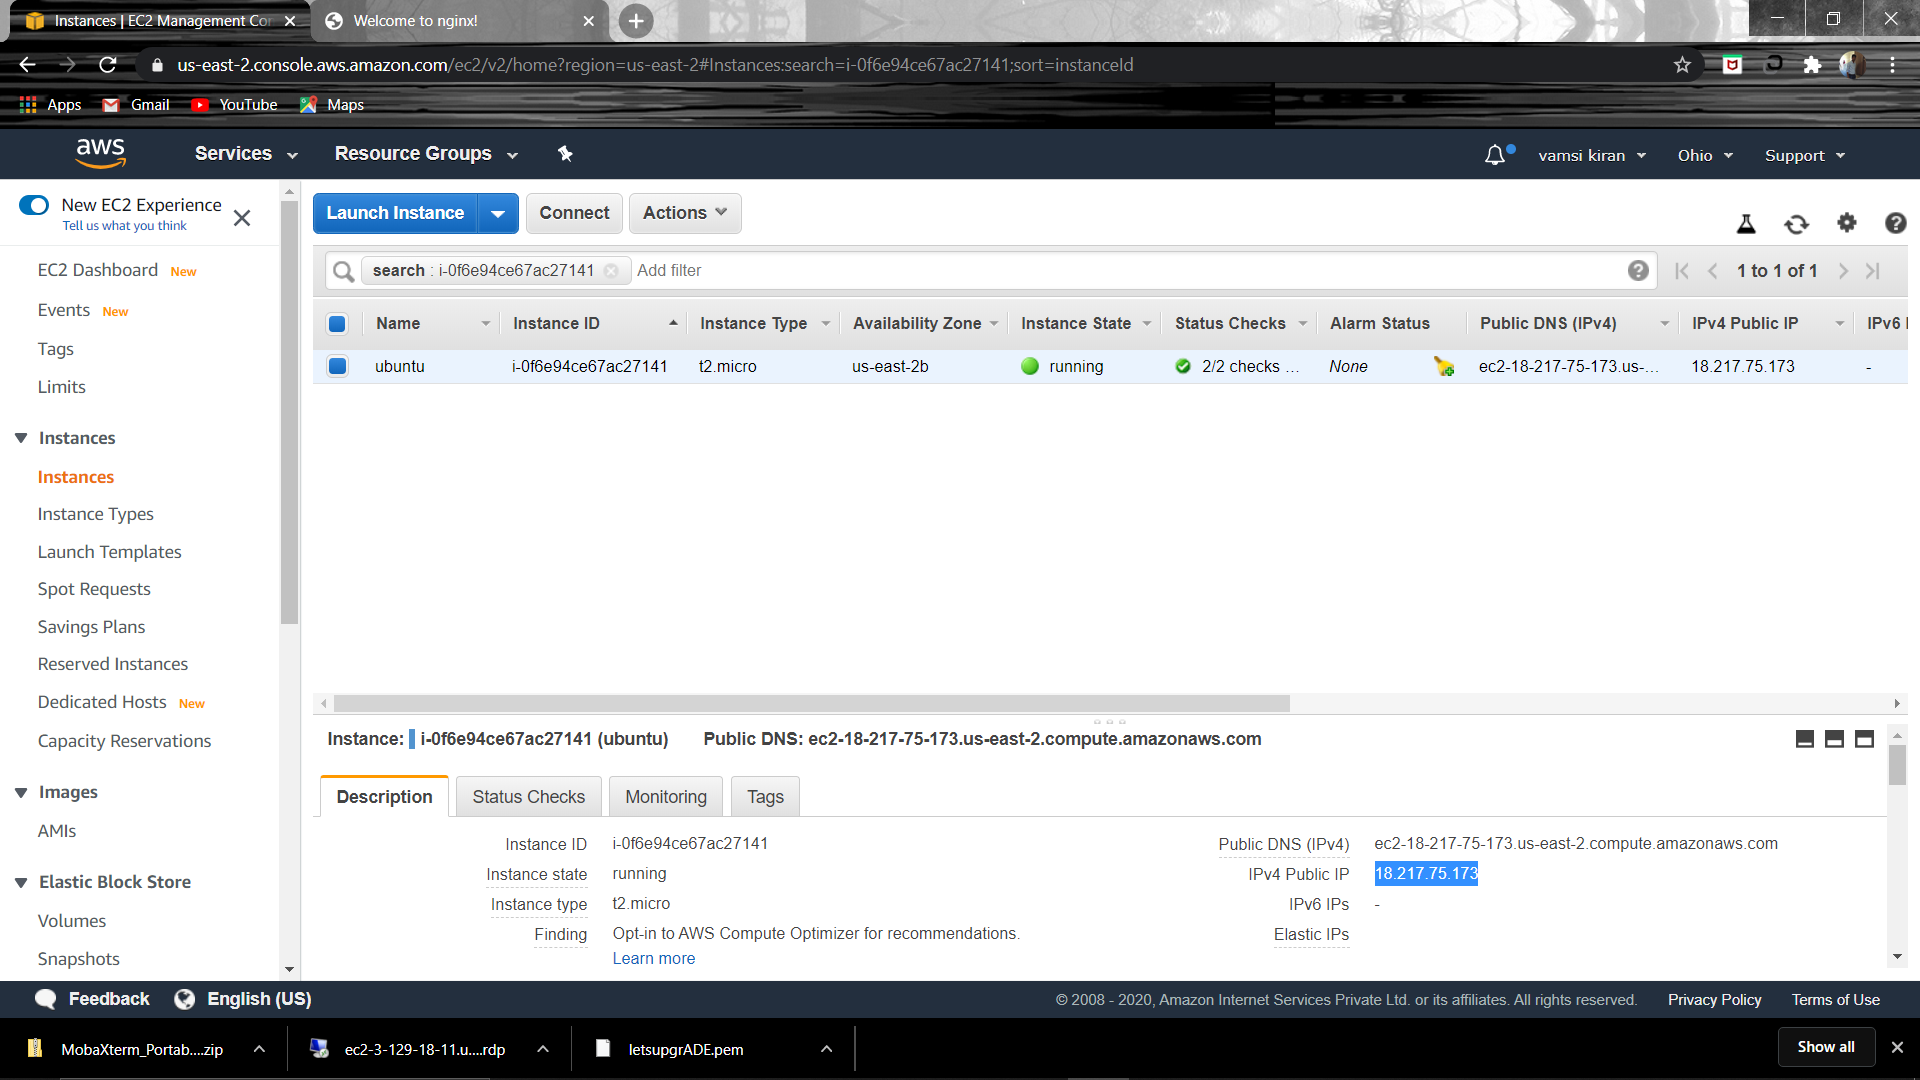 Instances | EC2 Management Co
Welcome to nginx!
us-east-2.console.aws.amazon.com/ec2/v2/home?region=us-east-2#Instances:search=i-0f6e94ce67ac27141;sort=instanceId
Apps Gmail YouTube Maps
aws Services Resource Groups vamsi kiran Ohio Support
New EC2 Experience
Tell us what you think
EC2 Dashboard New
Events New
Tags
Limits
Instances
Instances
Instance Types
Launch Templates
Spot Requests
Savings Plans
Reserved Instances
Dedicated Hosts New
Capacity Reservations
Images
AMIs
Elastic Block Store
Volumes
Snapshots
Launch Instance Connect Actions
search : i-0f6e94ce67ac27141 Add filter 1 to 1 of 1
Name Instance ID Instance Type Availability Zone Instance State Status Checks Alarm Status Public DNS (IPv4) IPv4 Public IP IPv6
ubuntu i-0f6e94ce67ac27141 t2.micro us-east-2b running 2/2 checks ... None ec2-18-217-75-173.us-... 18.217.75.173 -
Instance: i-0f6e94ce67ac27141 (ubuntu) Public DNS: ec2-18-217-75-173.us-east-2.compute.amazonaws.com
Description Status Checks Monitoring Tags
Instance ID i-0f6e94ce67ac27141 Public DNS (IPv4) ec2-18-217-75-173.us-east-2.compute.amazonaws.com
Instance state running IPv4 Public IP 18.217.75.173
Instance type t2.micro IPv6 IPs -
Finding Opt-in to AWS Compute Optimizer for recommendations. Elastic IPs
Learn more
Feedback English (US) © 2008 - 2020, Amazon Internet Services Private Ltd. or its affiliates. All rights reserved. Privacy Policy Terms of Use
MobaXterm_Portab....zip ec2-3-129-18-11.u....rdp letsupgrADE.pem Show all